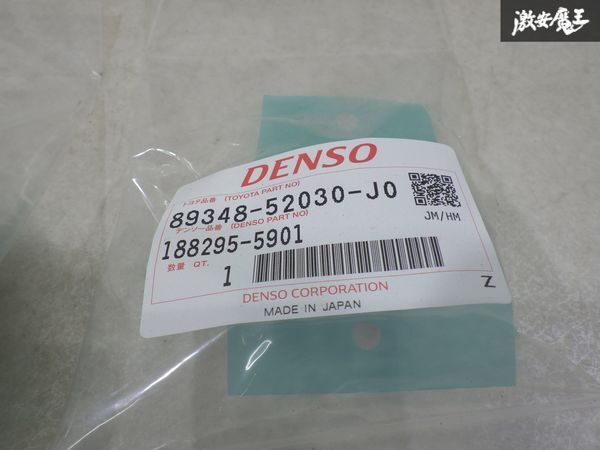 激安魔王
DENSO
トヨタ品番 (TOYOTA PART NO)
89348-52030-J0
デンソー品番 (DENSO PART NO)
188295-5901
JM/HM
数量 QT.
1
DENSO CORPORATION
MADE IN JAPAN
Z